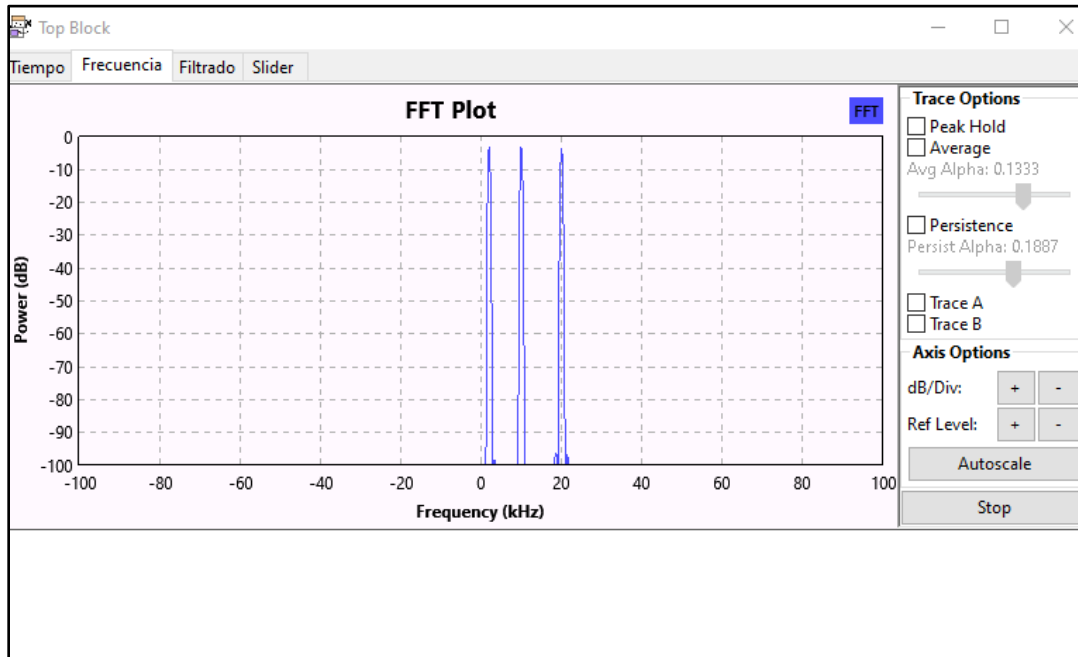 Top Block
Tiempo Frecuencia Filtrado Slider
FFT Plot
FFT
Power (dB)
0
-10
-20
-30
-40
-50
-60
-70
-80
-90
-100
-100 -80 -60 -40 -20 0 20 40 60 80 100
Frequency (kHz)
Trace Options
Peak Hold
Average
Avg Alpha: 0.1333
Persistence
Persist Alpha: 0.1887
Trace A
Trace B
Axis Options
dB/Div: + -
Ref Level: + -
Autoscale
Stop